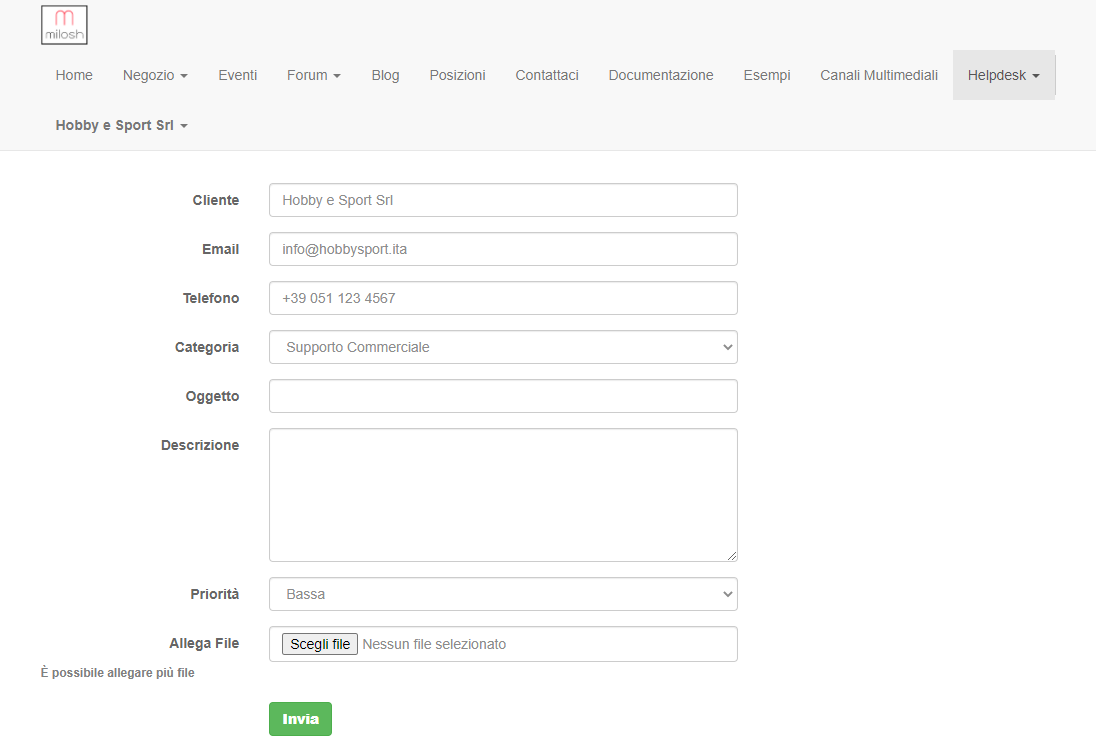 m
milosh
Home Negozio Eventi Forum Blog Posizioni Contattaci Documentazione Esempi Canali Multimediali Helpdesk
Hobby e Sport Srl
Cliente Hobby e Sport Srl
Email info@hobbysport.ita
Telefono +39 051 123 4567
Categoria Supporto Commerciale
Oggetto
Descrizione
Priorità Bassa
Allega File Scegli file Nessun file selezionato
È possibile allegare più file
Invia